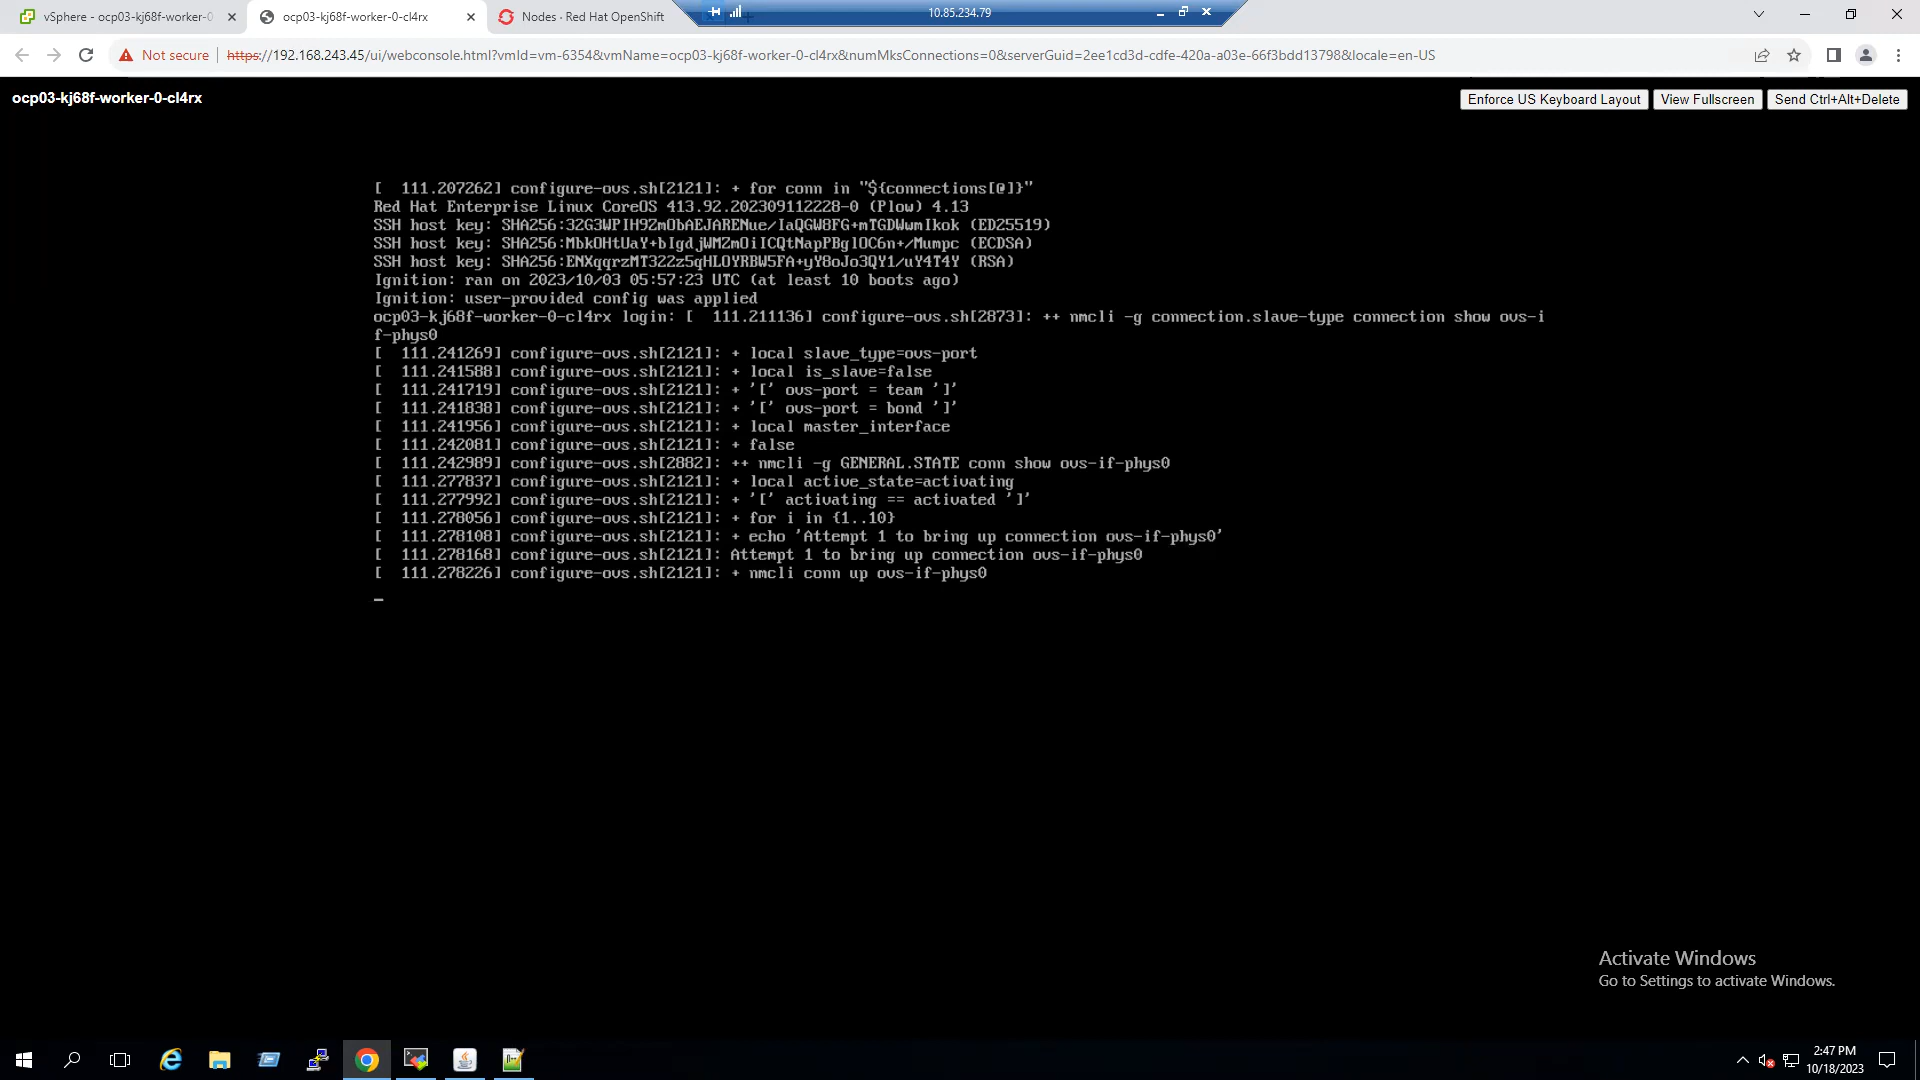 vSphere - ocp03-kj68f-worker-0
ocp03-kj68f-worker-0-cl4rx
Nodes · Red Hat OpenShift
10.85.234.79
Not secure
https://192.168.243.45/ui/webconsole.html?vmId=vm-6354&vmName=ocp03-kj68f-worker-0-cl4rx&numMksConnections=0&serverGuid=2ee1cd3d-cdfe-420a-a03e-66f3bdd13798&locale=en-US
ocp03-kj68f-worker-0-cl4rx
Enforce US Keyboard Layout
View Fullscreen
Send Ctrl+Alt+Delete
[  111.207262] configure-ovs.sh[2121]: + for conn in "${connections[@]}"
Red Hat Enterprise Linux CoreOS 413.92.202309112228-0 (Plow) 4.13
SSH host key: SHA256:32G3WPIH9ZmObAEJARENue/IaQGW8FG+mTGDWwmIkok (ED25519)
SSH host key: SHA256:MbkOHtUaY+bIgdjWMZmOiICQtNapPBglOC6n+/Mumpc (ECDSA)
SSH host key: SHA256:ENXqqrzMT322z5qHLOYRBW5FA+yY8oJo3QY1/uY4T4Y (RSA)
Ignition: ran on 2023/10/03 05:57:23 UTC (at least 10 boots ago)
Ignition: user-provided config was applied
ocp03-kj68f-worker-0-cl4rx login: [  111.211136] configure-ovs.sh[2873]: ++ nmcli -g connection.slave-type connection show ovs-i
f-phys0
[  111.241269] configure-ovs.sh[2121]: + local slave_type=ovs-port
[  111.241588] configure-ovs.sh[2121]: + local is_slave=false
[  111.241719] configure-ovs.sh[2121]: + '[' ovs-port = team ']'
[  111.241838] configure-ovs.sh[2121]: + '[' ovs-port = bond ']'
[  111.241956] configure-ovs.sh[2121]: + local master_interface
[  111.242081] configure-ovs.sh[2121]: + false
[  111.242989] configure-ovs.sh[2882]: ++ nmcli -g GENERAL.STATE conn show ovs-if-phys0
[  111.277837] configure-ovs.sh[2121]: + local active_state=activating
[  111.277992] configure-ovs.sh[2121]: + '[' activating == activated ']'
[  111.278056] configure-ovs.sh[2121]: + for i in {1..10}
[  111.278108] configure-ovs.sh[2121]: + echo 'Attempt 1 to bring up connection ovs-if-phys0'
[  111.278168] configure-ovs.sh[2121]: Attempt 1 to bring up connection ovs-if-phys0
[  111.278226] configure-ovs.sh[2121]: + nmcli conn up ovs-if-phys0
_
Activate Windows
Go to Settings to activate Windows.
2:47 PM
10/18/2023